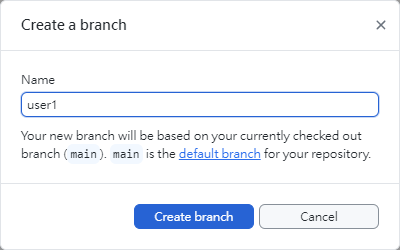 Create a branch
Name
user1
Your new branch will be based on your currently checked out
branch (main). main is the default branch for your repository.
Create branch
Cancel